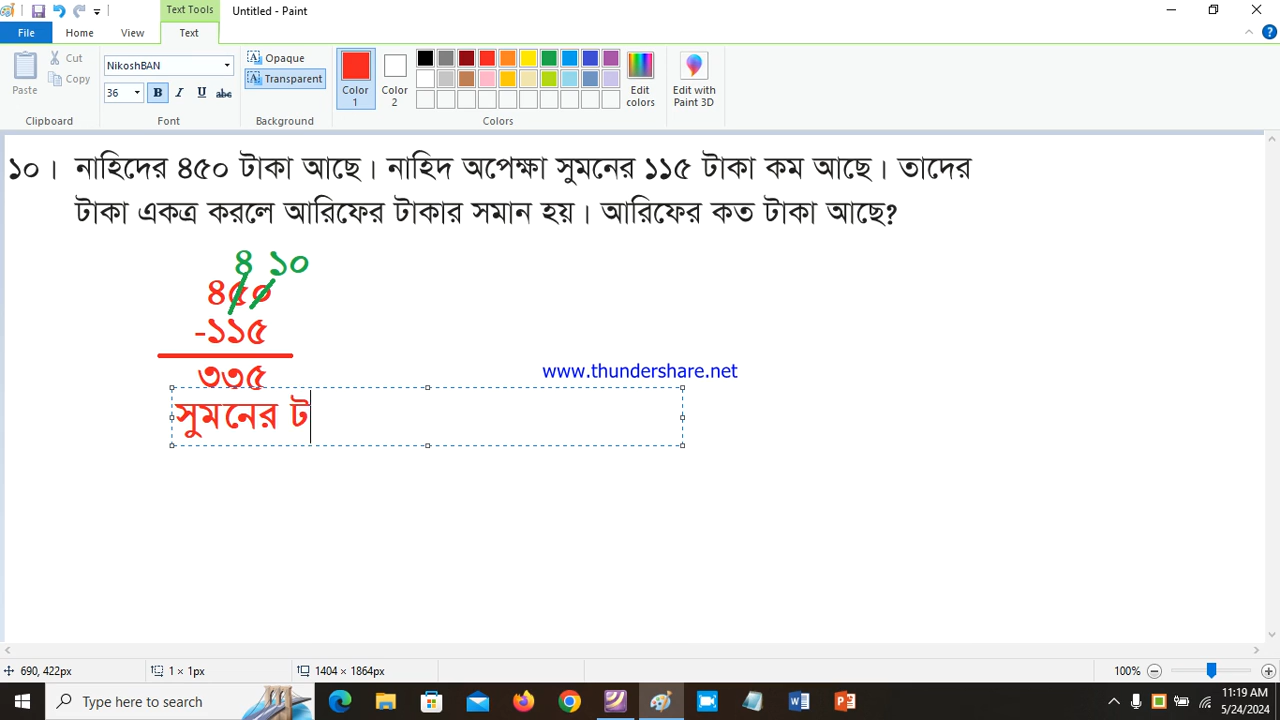 Text Tools
Untitled - Paint
File Home View Text
Paste Cut Copy Clipboard
NikoshBAN
36 B I U abc
Font
Opaque
Transparent
Background
Color 1 Color 2 Edit colors
Colors
Edit with Paint 3D
১০। নাহিদের ৪৫০ টাকা আছে। নাহিদ অপেক্ষা সুমনের ১১৫ টাকা কম আছে। তাদের
টাকা একত্র করলে আরিফের টাকার সমান হয়। আরিফের কত টাকা আছে?
৪ ১০
৪৫০
-১১৫
www.thundershare.net
৩৩৫
সুমনের ট
690, 422px 1 × 1px 1404 × 1864px 100%
Type here to search
11:19 AM
5/24/2024